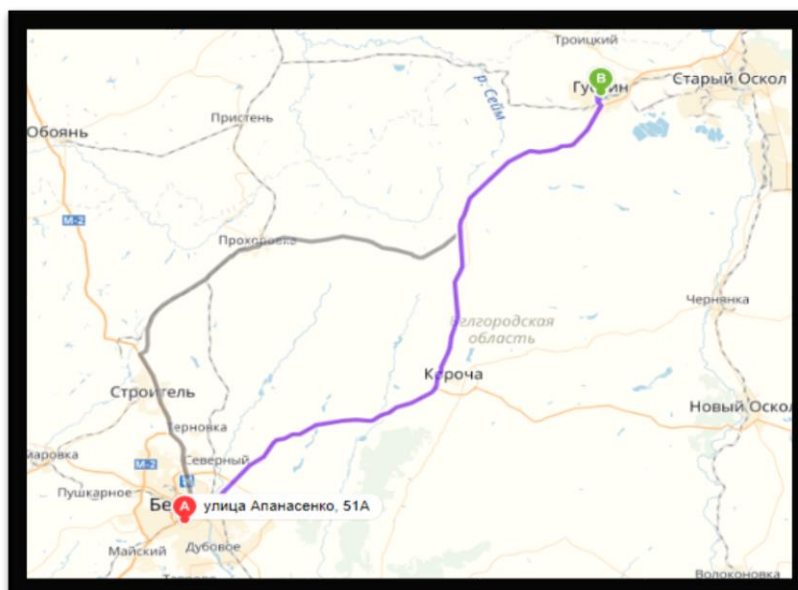 Троицкий
В
Старый Оскол
р. Сейм
Обоянь
Пристень
М-2
Прохоровка
Чернянка
область
Короча
Строитель
Новый Оскол
М-2
Северный
Пушкарное
А
улица Апанасенко, 51А
Майский
Дубовое
Волоконовка